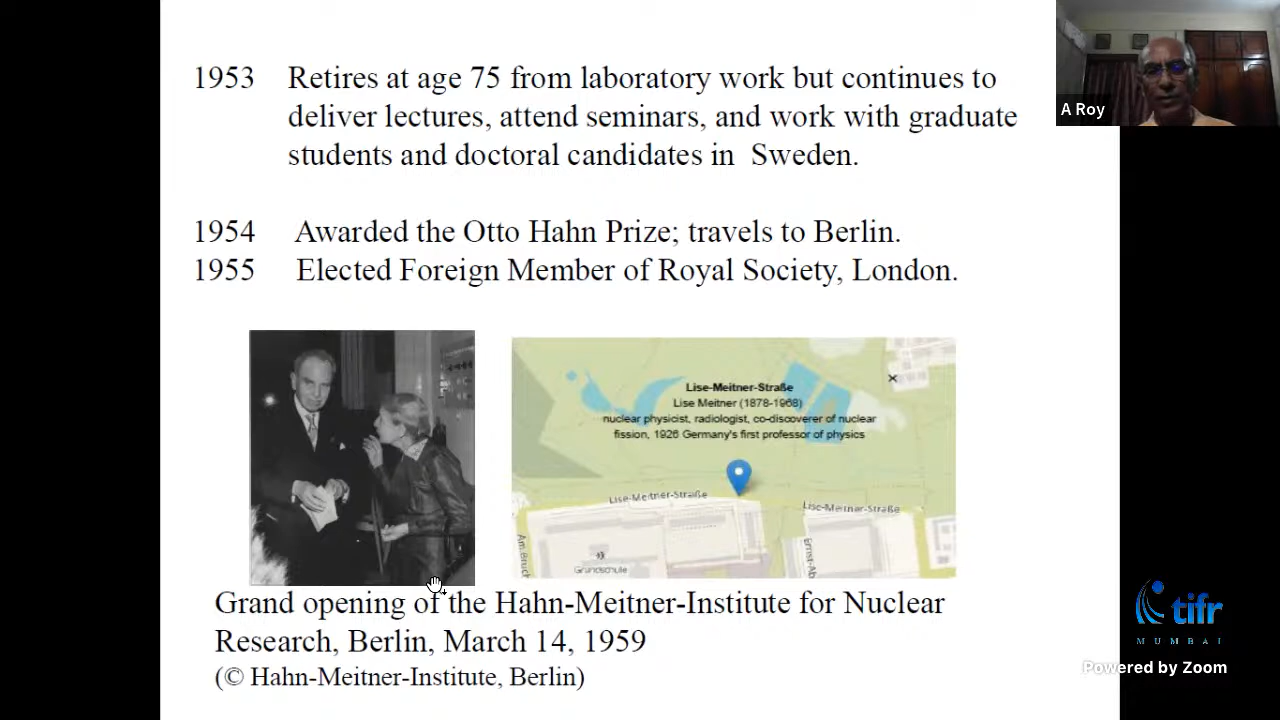 1953 Retires at age 75 from laboratory work but continues to
deliver lectures, attend seminars, and work with graduate
students and doctoral candidates in Sweden.
A Roy
1954 Awarded the Otto Hahn Prize; travels to Berlin.
1955 Elected Foreign Member of Royal Society, London.
Lise-Meitner-Straße
Lise Meitner (1878-1968)
nuclear physicist, radiologist, co-discoverer of nuclear
fission, 1926 Germany's first professor of physics
Lise-Meitner-Straße
Lise-Meitner-Straße
Am Bruch
Grundschule
Ernst-Ab
Grand opening of the Hahn-Meitner-Institute for Nuclear
Research, Berlin, March 14, 1959
(© Hahn-Meitner-Institute, Berlin)
tifr
MUMBAI
Powered by Zoom